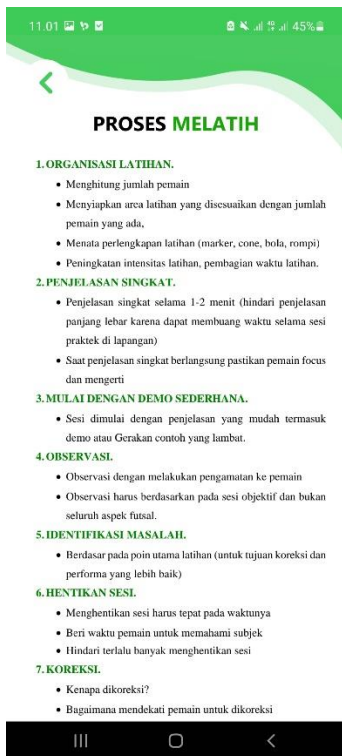 11.01
45%
PROSES MELATIH
1. ORGANISASI LATIHAN.
• Menghitung jumlah pemain
• Menyiapkan area latihan yang disesuaikan dengan jumlah
pemain yang ada,
• Menata perlengkapan latihan (marker, cone, bola, rompi)
• Peningkatan intensitas latihan, pembagian waktu latihan.
2. PENJELASAN SINGKAT.
• Penjelasan singkat selama 1-2 menit (hindari penjelasan
panjang lebar karena dapat membuang waktu selama sesi
praktek di lapangan)
• Saat penjelasan singkat berlangsung pastikan pemain focus
dan mengerti
3. MULAI DENGAN DEMO SEDERHANA.
• Sesi dimulai dengan penjelasan yang mudah termasuk
demo atau Gerakan contoh yang lambat.
4. OBSERVASI.
• Observasi dengan melakukan pengamatan ke pemain
• Observasi harus berdasarkan pada sesi objektif dan bukan
seluruh aspek futsal.
5. IDENTIFIKASI MASALAH.
• Berdasar pada poin utama latihan (untuk tujuan koreksi dan
performa yang lebih baik)
6. HENTIKAN SESI.
• Menghentikan sesi harus tepat pada waktunya
• Beri waktu pemain untuk memahami subjek
• Hindari terlalu banyak menghentikan sesi
7. KOREKSI.
• Kenapa dikoreksi?
• Bagaimana mendekati pemain untuk dikoreksi